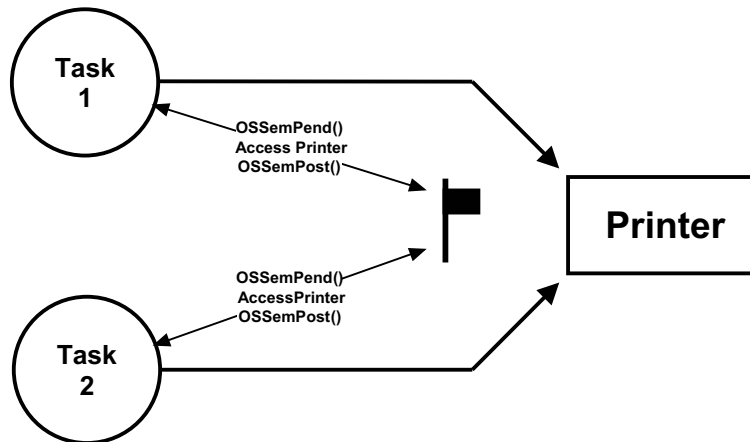 Task
1
OSSemPend()
Access Printer
OSSemPost()
Printer
OSSemPend()
AccessPrinter
OSSemPost()
Task
2